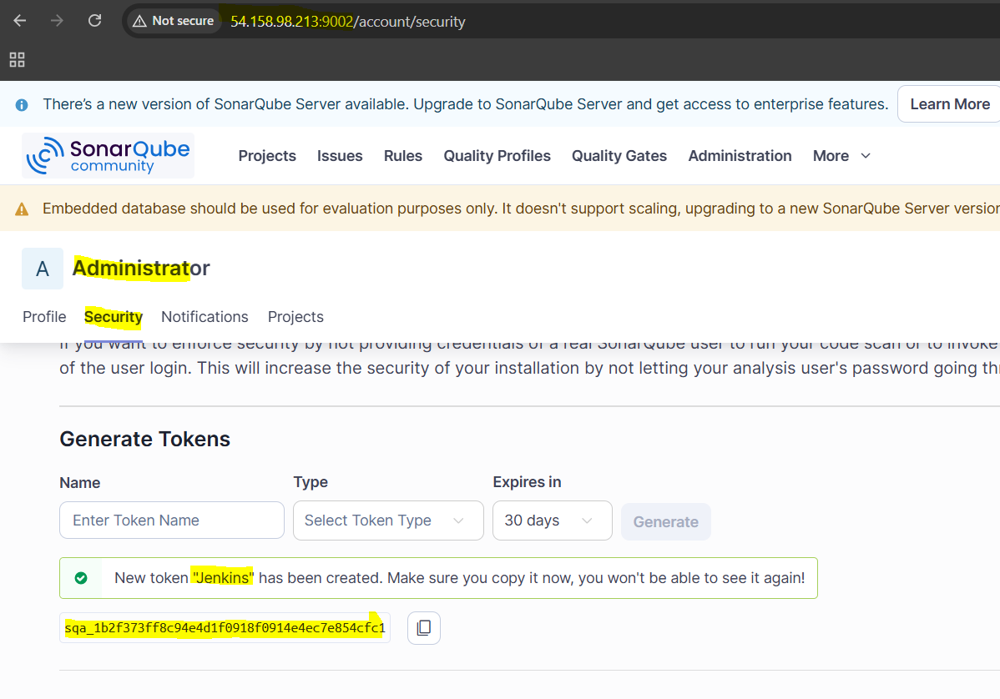 Not secure 54.158.98.213:9002/account/security
There's a new version of SonarQube Server available. Upgrade to SonarQube Server and get access to enterprise features. Learn More
SonarQube community Projects Issues Rules Quality Profiles Quality Gates Administration More
Embedded database should be used for evaluation purposes only. It doesn't support scaling, upgrading to a new SonarQube Server version
A Administrator
Profile Security Notifications Projects
If you want to enforce security by not providing credentials of a real SonarQube user to run your code scan or to invoke
of the user login. This will increase the security of your installation by not letting your analysis user's password going
Generate Tokens
Name Type Expires in
Enter Token Name Select Token Type 30 days Generate
New token "Jenkins" has been created. Make sure you copy it now, you won't be able to see it again!
sqa_1b2f373ff8c94e4d1f0918f0914e4ec7e854cfc1